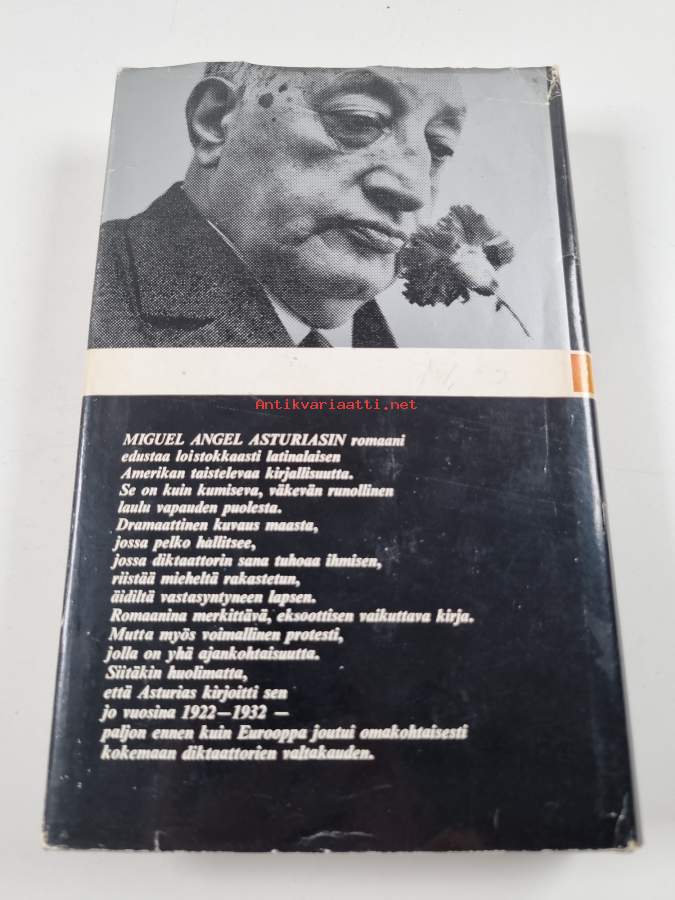 Antikvariaatti.net
MIGUEL ANGEL ASTURIASIN romaani
edustaa loistokkaasti latinalaisen
Amerikan taistelevaa kirjallisuutta.
Se on kuin kumiseva, väkevän runollinen
laulu vapauden puolesta.
Dramaattinen kuvaus maasta,
jossa pelko hallitsee,
jossa diktaattorin sana tuhoaa ihmisen,
riistää mieheltä rakastetun,
äidiltä vastasyntyneen lapsen.
Romaanina merkittävä, eksoottisen vaikuttava kirja.
Mutta myös voimallinen protesti,
jolla on yhä ajankohtaisuutta.
Siitäkin huolimatta,
että Asturias kirjoitti sen
jo vuosina 1922—1932 —
paljon ennen kuin Eurooppa joutui omakohtaisesti
kokemaan diktaattorien valtakauden.